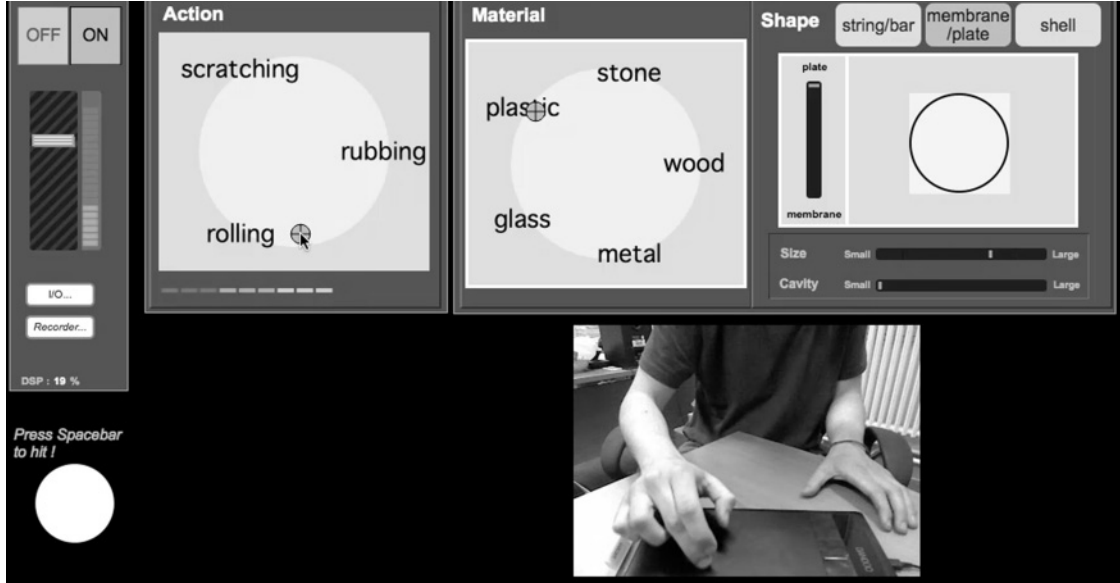 OFF
ON
I/O...
Recorder...
DSP : 19 %
Press Spacebar
to hit !
Action
scratching
rubbing
rolling
Material
stone
plastic
wood
glass
metal
Shape
string/bar
membrane
/plate
shell
plate
membrane
Size
Small
Large
Cavity
Small
Large